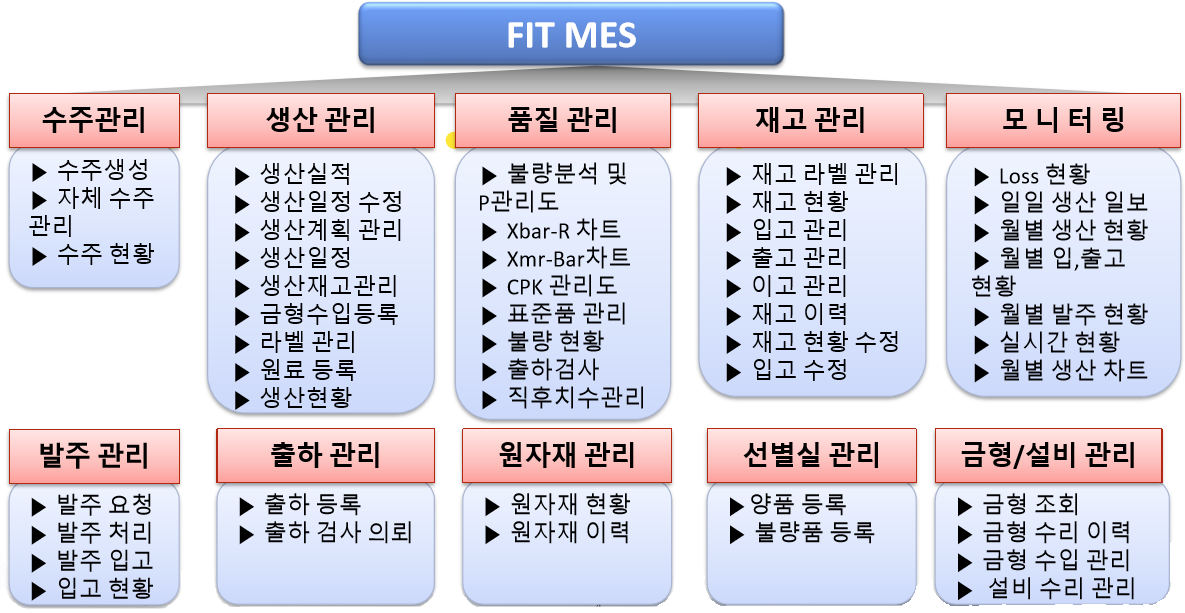 FIT MES
수주관리
▶ 수주생성
▶ 자체 수주
관리
▶ 수주 현황
생산 관리
▶ 생산실적
▶ 생산일정 수정
▶ 생산계획 관리
▶ 생산일정
▶ 생산재고관리
▶ 금형수입등록
▶ 라벨 관리
▶ 원료 등록
▶ 생산현황
품질 관리
▶ 불량분석 및
P관리도
▶ Xbar-R 차트
▶ Xmr-Bar차트
▶ CPK 관리도
▶ 표준품 관리
▶ 불량 현황
▶ 출하검사
▶ 직후치수관리
재고 관리
▶ 재고 라벨 관리
▶ 재고 현황
▶ 입고 관리
▶ 출고 관리
▶ 이고 관리
▶ 재고 이력
▶ 재고 현황 수정
▶ 입고 수정
모 니 터 링
▶ Loss 현황
▶ 일일 생산 일보
▶ 월별 생산 현황
▶ 월별 입,출고
현황
▶ 월별 발주 현황
▶ 실시간 현황
▶ 월별 생산 차트
발주 관리
▶ 발주 요청
▶ 발주 처리
▶ 발주 입고
▶ 입고 현황
출하 관리
▶ 출하 등록
▶ 출하 검사 의뢰
원자재 관리
▶ 원자재 현황
▶ 원자재 이력
선별실 관리
▶ 양품 등록
▶ 불량품 등록
금형/설비 관리
▶ 금형 조회
▶ 금형 수리 이력
▶ 금형 수입 관리
▶ 설비 수리 관리